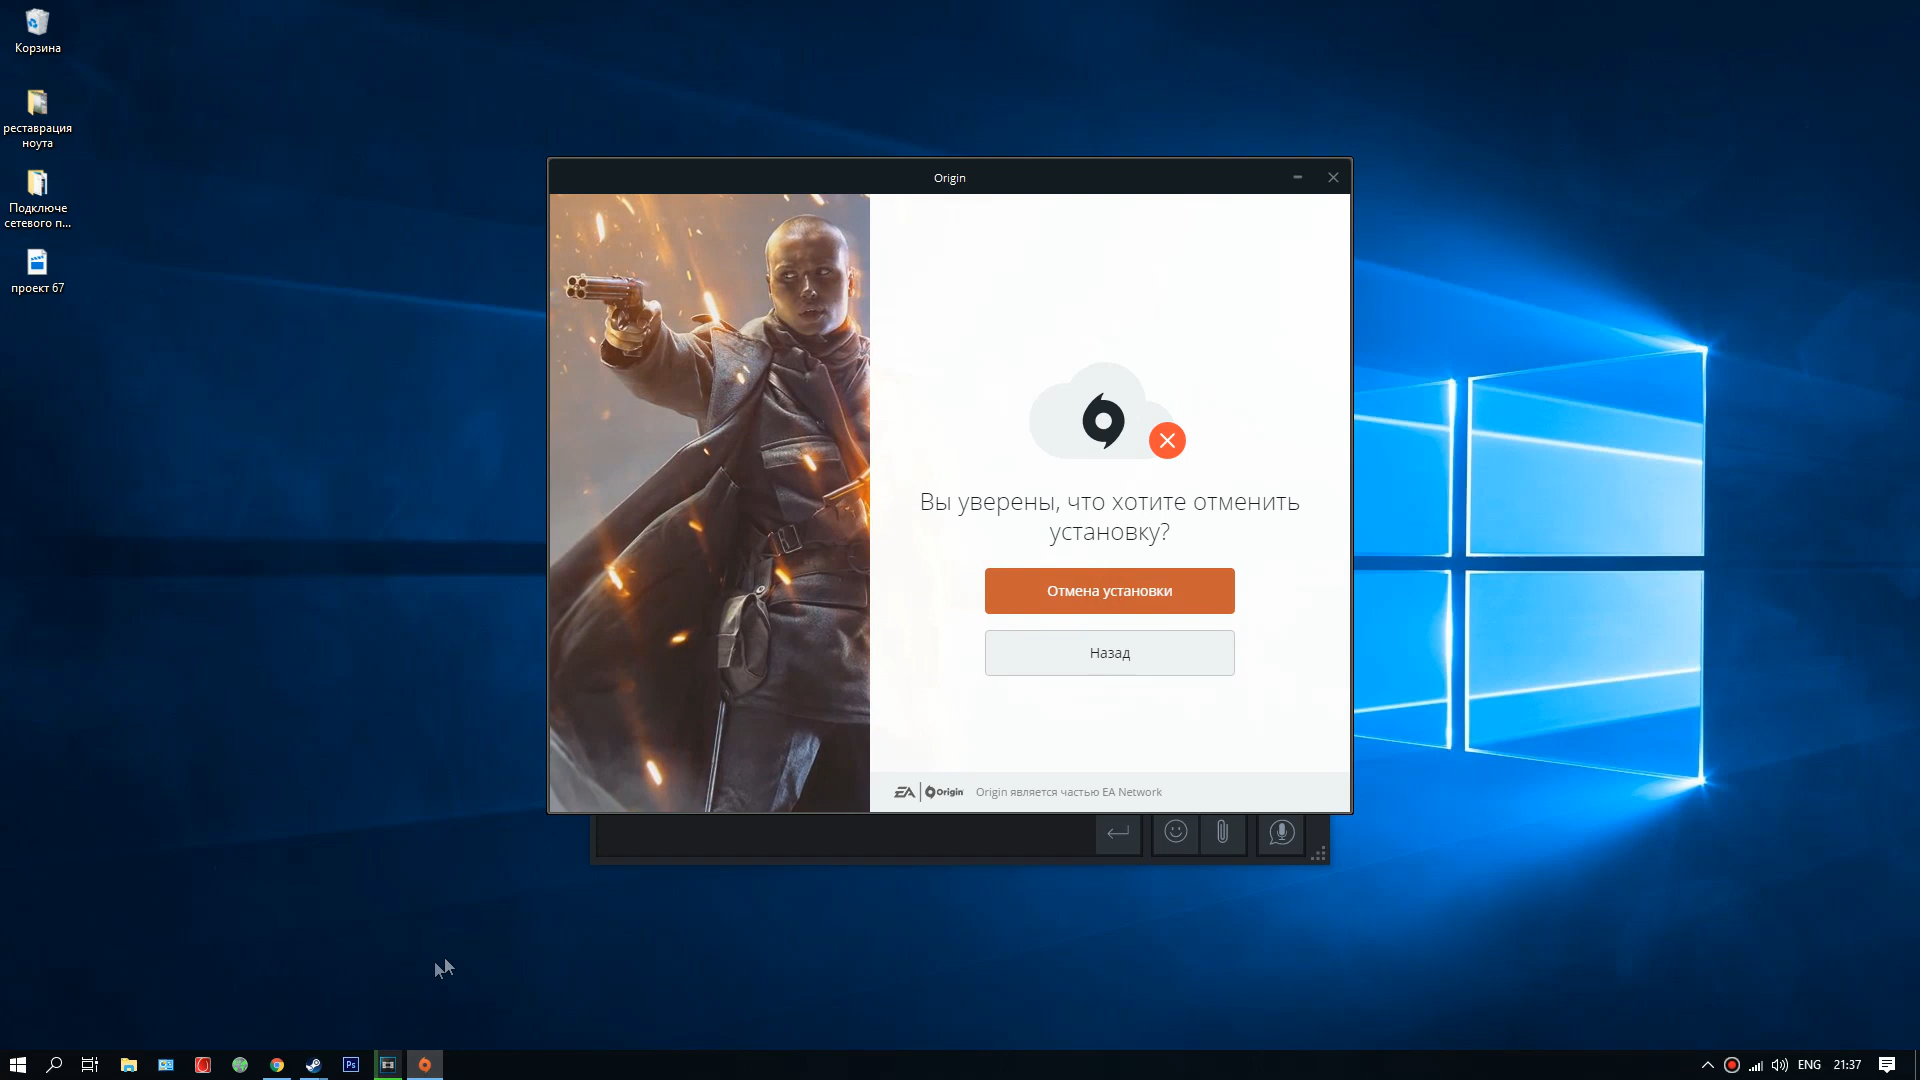 Корзина
реставрация
ноута
Подключе
сетевого п...
проект 67
Origin
Вы уверены, что хотите отменить
установку?
Отмена установки
Назад
EA Origin Origin является частью EA Network
Ps
ENG 21:37